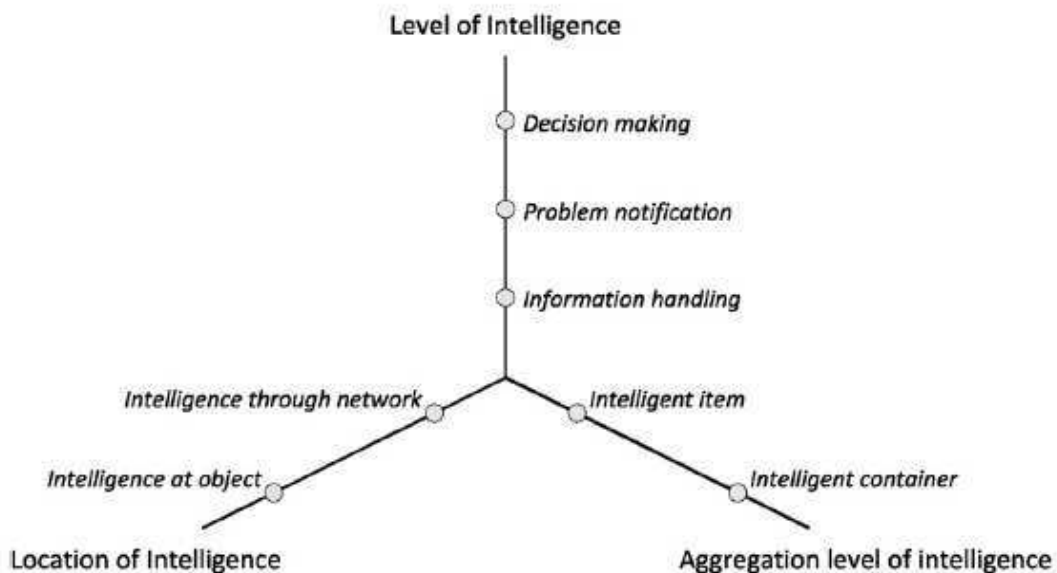 Level of Intelligence
Decision making
Problem notification
Information handling
Intelligence through network
Intelligent item
Intelligence at object
Intelligent container
Location of Intelligence
Aggregation level of intelligence